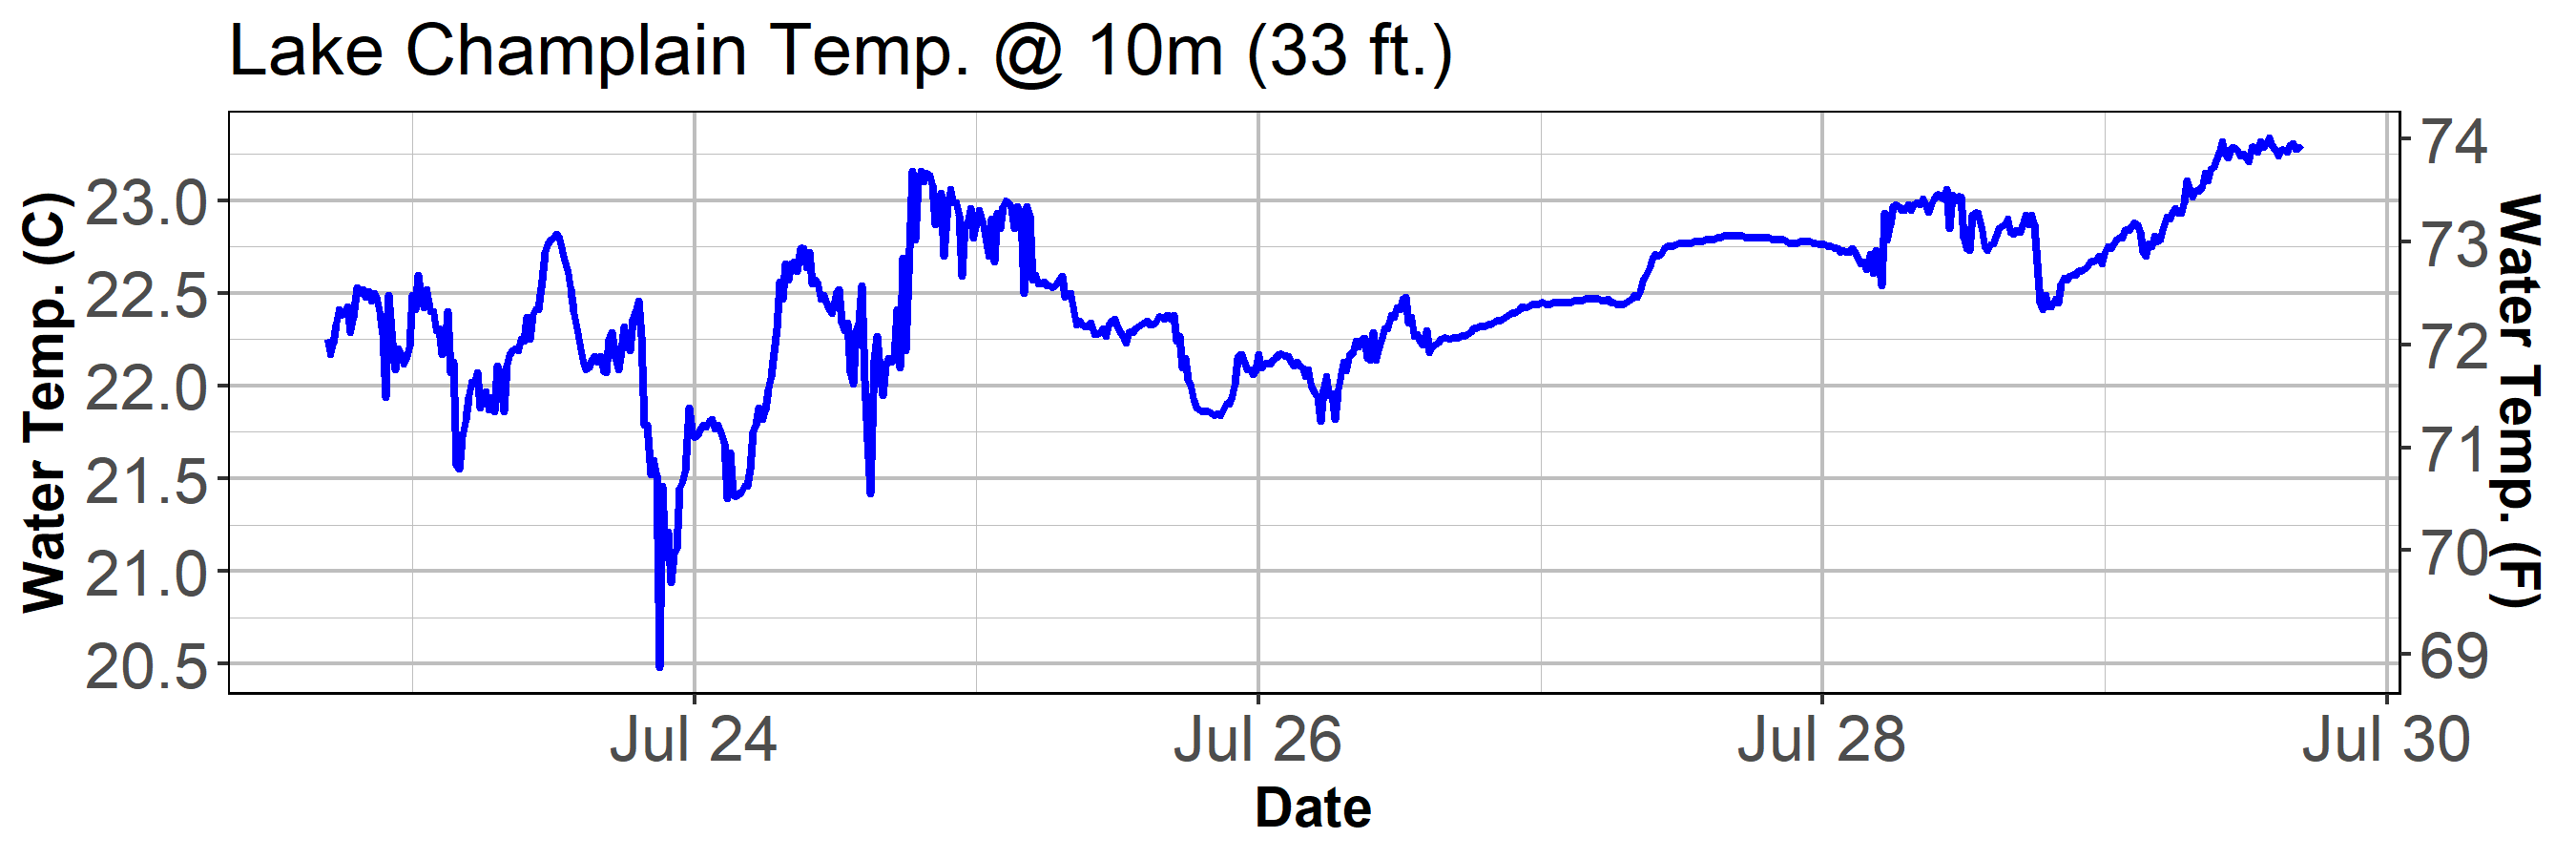 Lake Champlain Temp. @ 10m (33 ft.)
Water Temp. (C)
23.0
22.5
22.0
21.5
21.0
20.5
74
73
72
71
70
69
Water Temp. (F)
Jul 24 Jul 26 Jul 28 Jul 30
Date